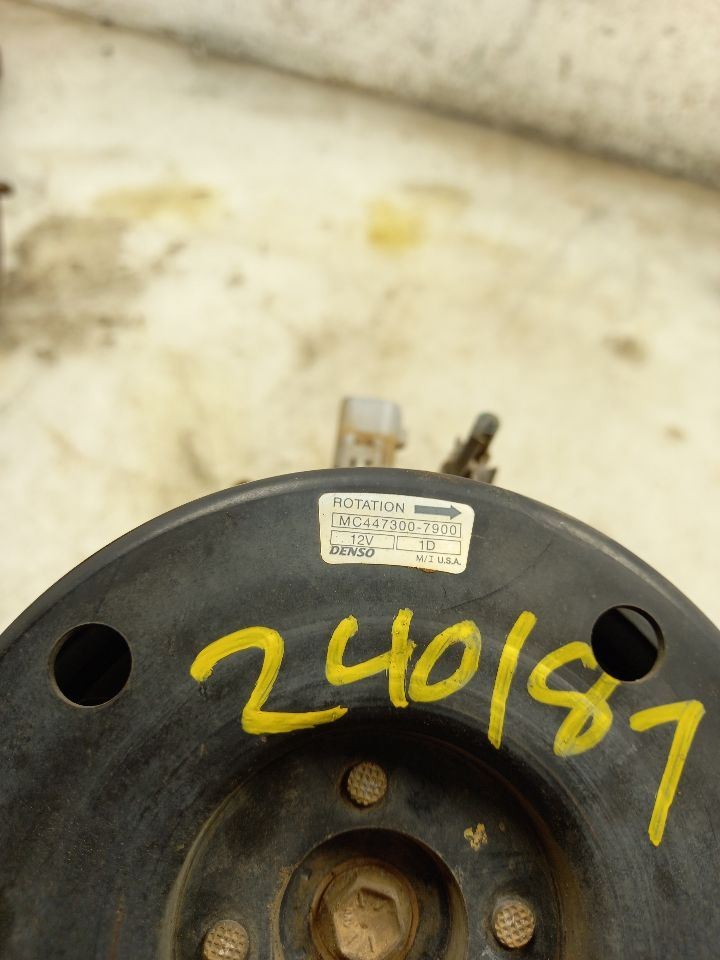 ROTATION
MC447300-7900
12V 1D
DENSO M/I U.S.A.
240187